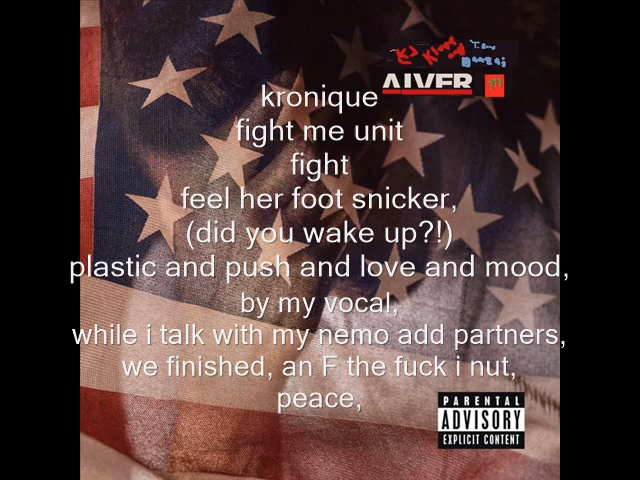 AIVER
kronique
fight me unit
fight
feel her foot snicker,
(did you wake up?!)
plastic and push and love and mood,
by my vocal,
while i talk with my nemo add partners,
we finished, an F the fuck i nut,
peace,
PARENTAL
ADVISORY
EXPLICIT CONTENT